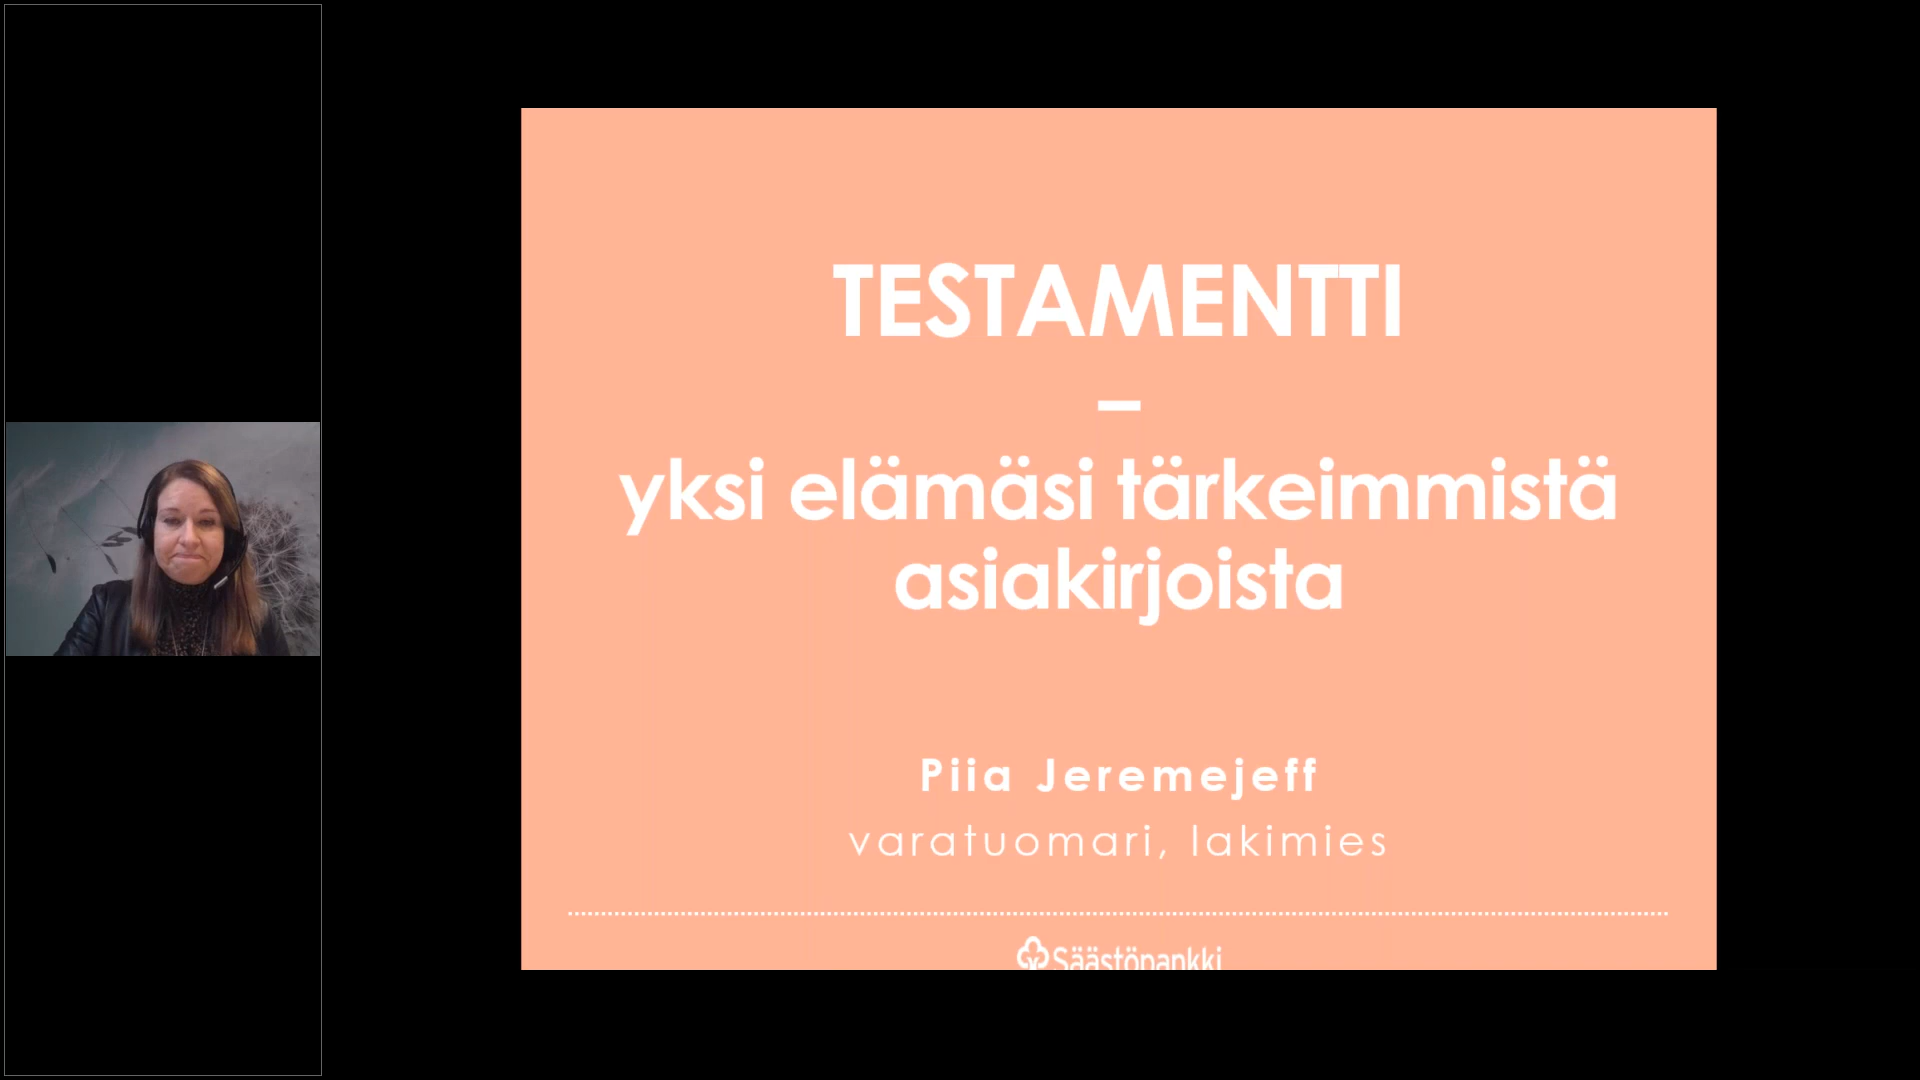 TESTAMENTTI
–
yksi elämäsi tärkeimmistä
asiakirjoista
Piia Jeremejeff
varatuomari, lakimies
Säästöpankki